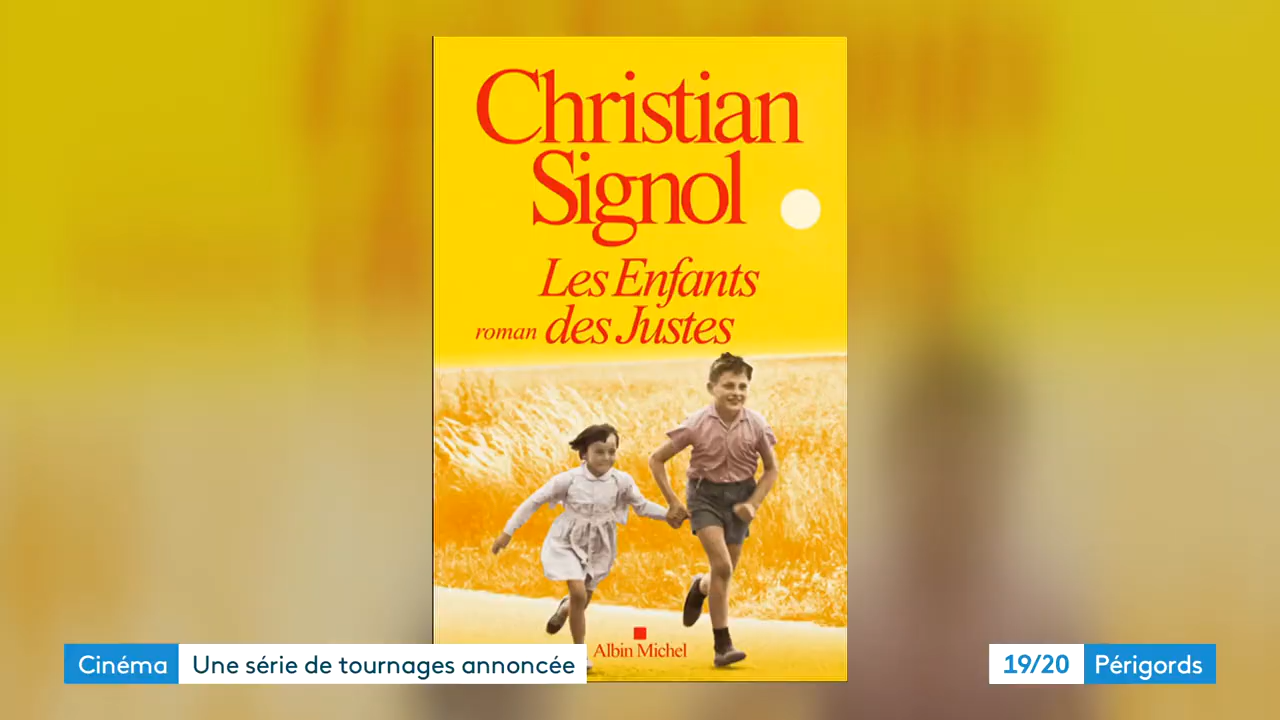 Christian
Signol
Les Enfants
roman des Justes
Albin Michel
Cinéma Une série de tournages annoncée
19/20 Périgords